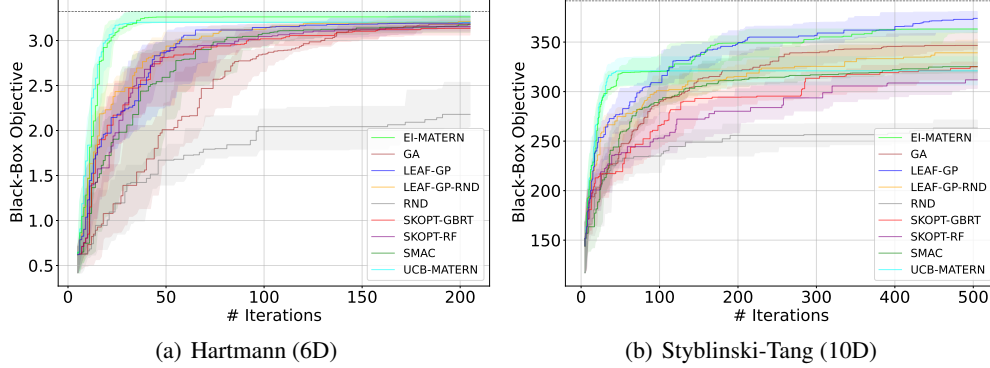 Black-Box Objective
3.0
2.5
2.0
1.5
1.0
0.5
0
50
100
150
200
# Iterations
EI-MATERN
GA
LEAF-GP
LEAF-GP-RND
RND
SKOPT-GBRT
SKOPT-RF
SMAC
UCB-MATERN
(a) Hartmann (6D)
Black-Box Objective
350
300
250
200
150
0
100
200
300
400
500
# Iterations
EI-MATERN
GA
LEAF-GP
LEAF-GP-RND
RND
SKOPT-GBRT
SKOPT-RF
SMAC
UCB-MATERN
(b) Styblinski-Tang (10D)